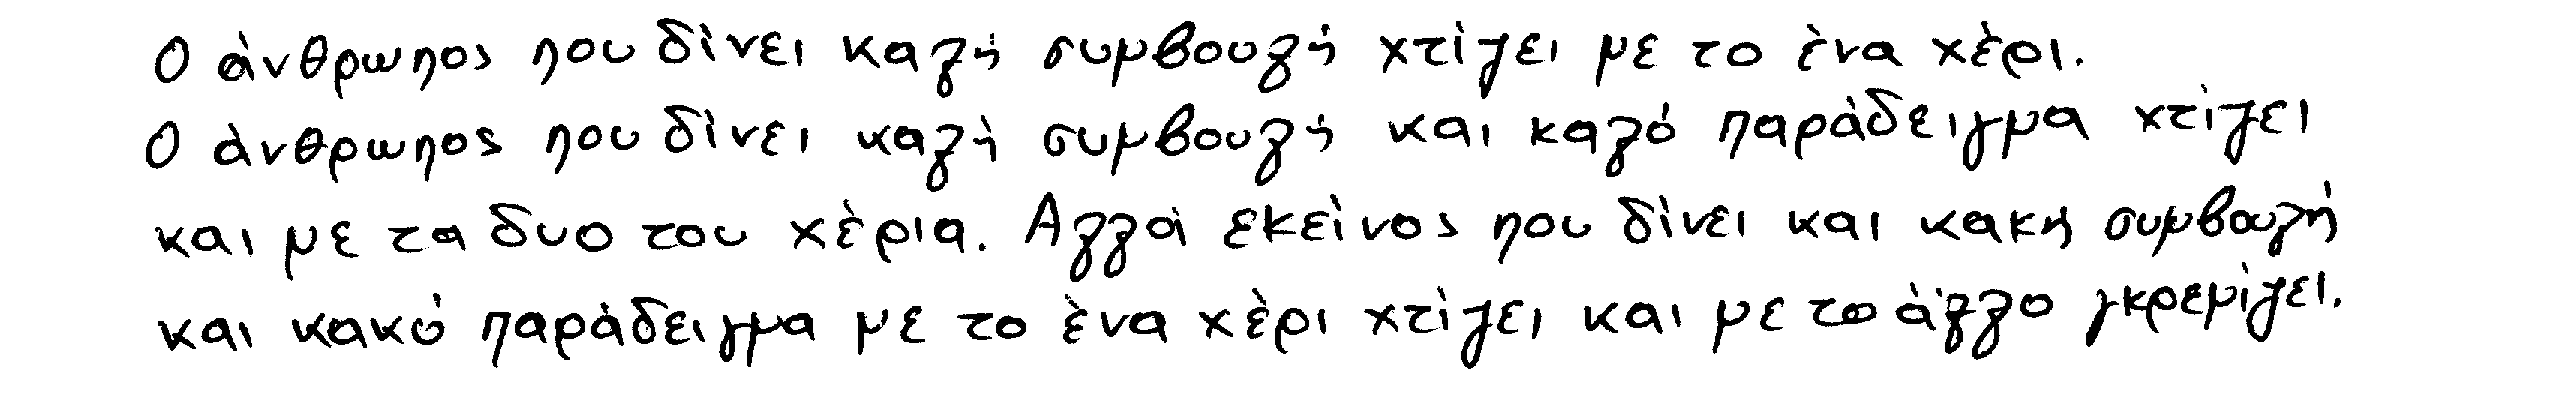 Ο άνθρωπος που δίνει καλή συμβουλή χτίζει με το ένα χέρι.
Ο άνθρωπος που δίνει καλή συμβουλή και καλό παράδειγμα χτίζει
και με τα δυο του χέρια. Αλλά εκείνος που δίνει και κακή συμβουλή
και κακό παράδειγμα με το ένα χέρι χτίζει και με το άλλο γκρεμίζει.